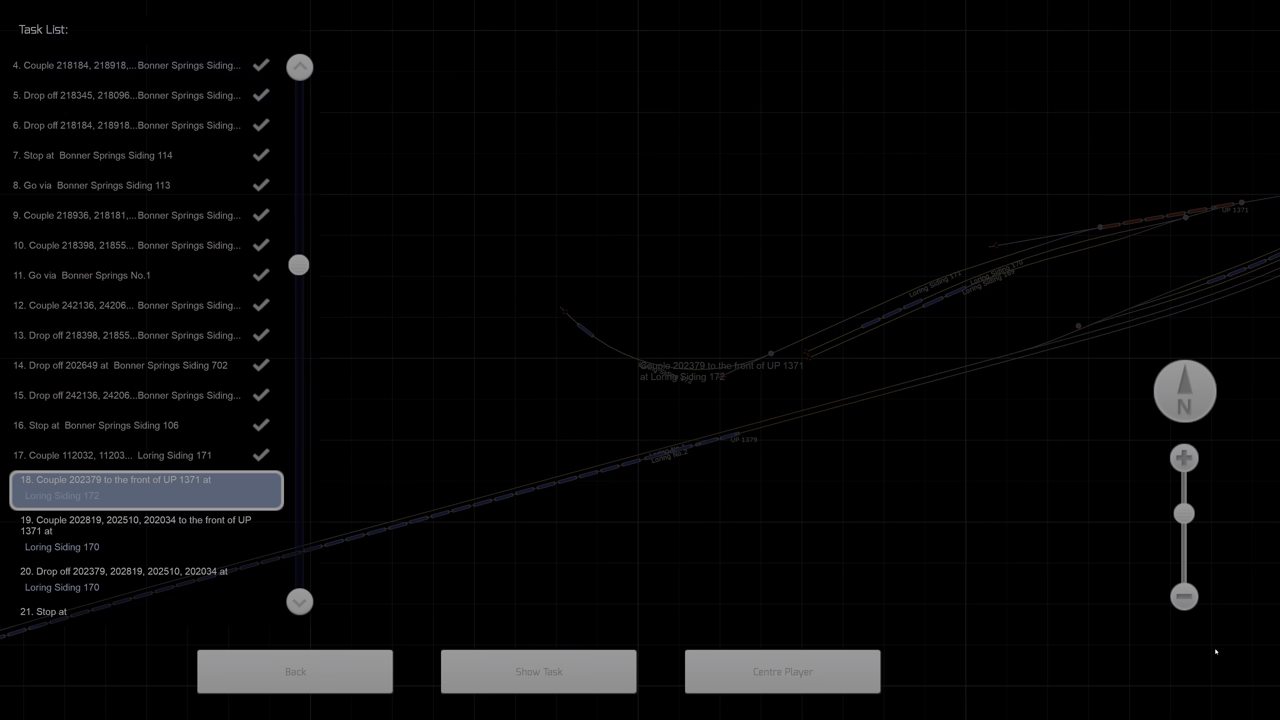 Task List:
4. Couple 218184, 218918,... Bonner Springs Siding...
5. Drop off 218345, 218096...Bonner Springs Siding...
6. Drop off 218184, 218918...Bonner Springs Siding...
7. Stop at Bonner Springs Siding 114
8. Go via Bonner Springs Siding 113
9. Couple 218936, 218181,... Bonner Springs Siding...
10. Couple 218398, 21855... Bonner Springs Siding...
11. Go via Bonner Springs No.1
12. Couple 242136, 24206... Bonner Springs Siding...
13. Drop off 218398, 21855... Bonner Springs Siding...
14. Drop off 202649 at Bonner Springs Siding 702
15. Drop off 242136, 24206...Bonner Springs Siding...
16. Stop at Bonner Springs Siding 106
17. Couple 112032, 11203... Loring Siding 171
18. Couple 202379 to the front of UP 1371 at
Loring Siding 172
19. Couple 202819, 202510, 202034 to the front of UP
1371 at
Loring Siding 170
20. Drop off 202379, 202819, 202510, 202034 at
Loring Siding 170
21. Stop at
UP 1371
Loring Siding 171
Loring Siding 170
Couple 202379 to the front of UP 1371
at Loring Siding 172
UP 1379
Loring No.2
N
Back
Show Task
Centre Player